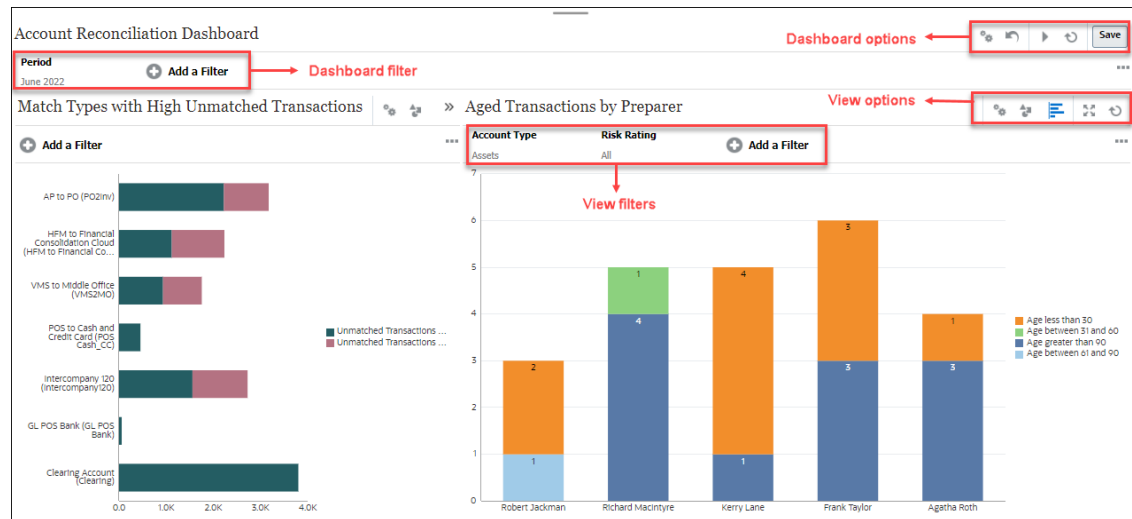 Account Reconciliation Dashboard
Dashboard options
Save
Period
June 2022
Add a Filter
Dashboard filter
Match Types with High Unmatched Transactions
Aged Transactions by Preparer
View options
Add a Filter
Account Type
Assets
Risk Rating
All
Add a Filter
View filters
AP to PO (PO2Inv)
HFM to Financial
Consolidation Cloud
(HFM to Financial Co...
VMS to Middle Office
(VMS2MO)
POS to Cash and
Credit Card (POS
Cash_CC)
Intercompany 120
(Intercompany120)
GL POS Bank (GL POS
Bank)
Clearing Account
(Clearing)
0.0 1.0K 2.0K 3.0K 4.0K
Unmatched Transactions ...
Unmatched Transactions ...
7
6
5
4
3
2
1
0
2
1
1
4
4
1
3
3
1
3
Robert Jackman
Richard Macintyre
Kerry Lane
Frank Taylor
Agatha Roth
Age less than 30
Age between 31 and 60
Age greater than 90
Age between 61 and 90